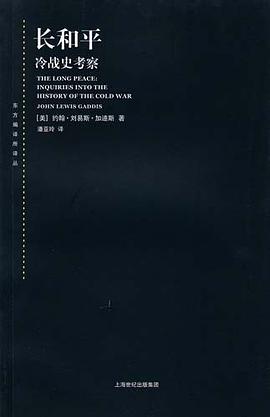 长和平
冷战史考察
THE LONG PEACE:
INQUIRIES INTO THE
HISTORY OF THE COLD WAR
JOHN LEWIS GADDIS
[美] 约翰·刘易斯·加迪斯 著
潘亚玲 译
东方编译所译丛
上海世纪出版集团